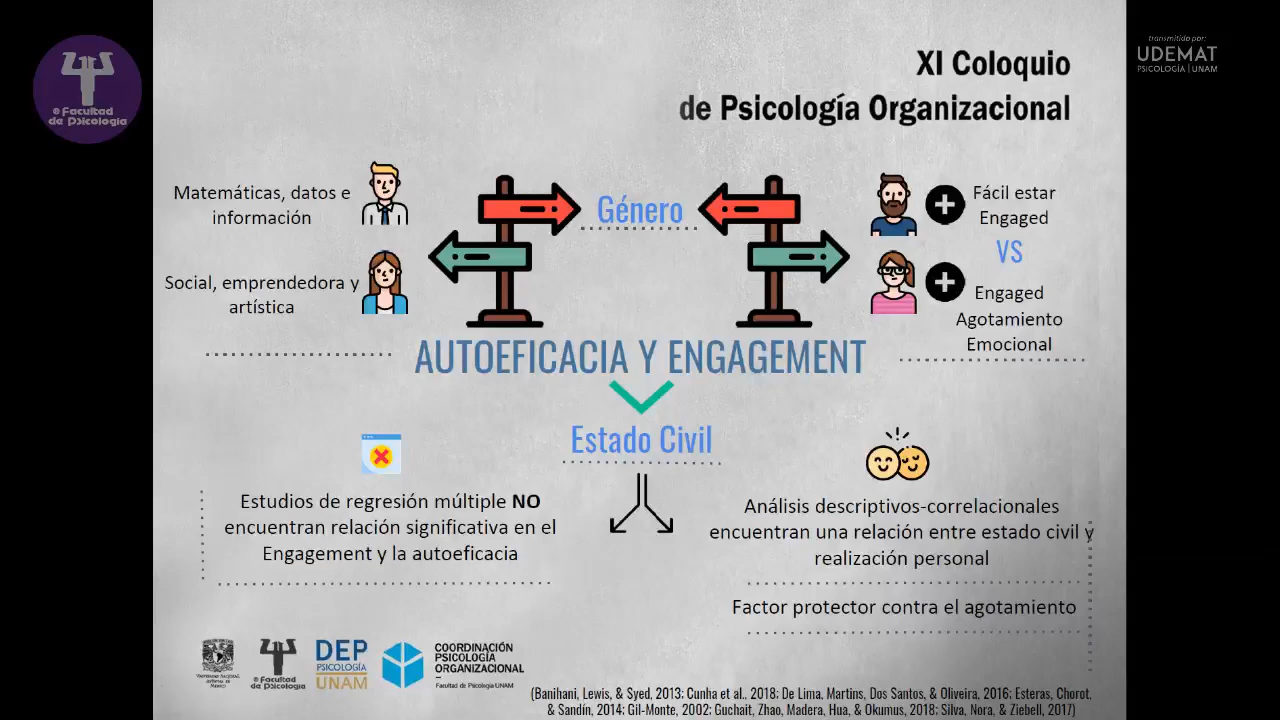 © Facultad
de Psicología
transmitido por:
UDEMAT
PSICOLOGÍA | UNAM
XI Coloquio
de Psicología Organizacional
Matemáticas, datos e
información
Social, emprendedora y
artística
Género
Fácil estar
Engaged
VS
Engaged
Agotamiento
Emocional
AUTOEFICACIA Y ENGAGEMENT
Estado Civil
Estudios de regresión múltiple NO
encuentran relación significativa en el
Engagement y la autoeficacia
Análisis descriptivos-correlacionales
encuentran una relación entre estado civil y
realización personal
Factor protector contra el agotamiento
© Facultad
de Psicología
DEP
PSICOLOGÍA
UNAM
COORDINACIÓN
PSICOLOGÍA
ORGANIZACIONAL
Facultad de Psicología UNAM
(Banihani, Lewis, & Syed, 2013; Cunha et al.. 2018; De Lima, Martins, Dos Santos, & Oliveira, 2016; Esteras, Chorot,
& Sandín, 2014; Gil-Monte, 2002; Guchait, Zhao, Madera, Hua, & Okumus, 2018; Silva, Nora, & Ziebell, 2017)